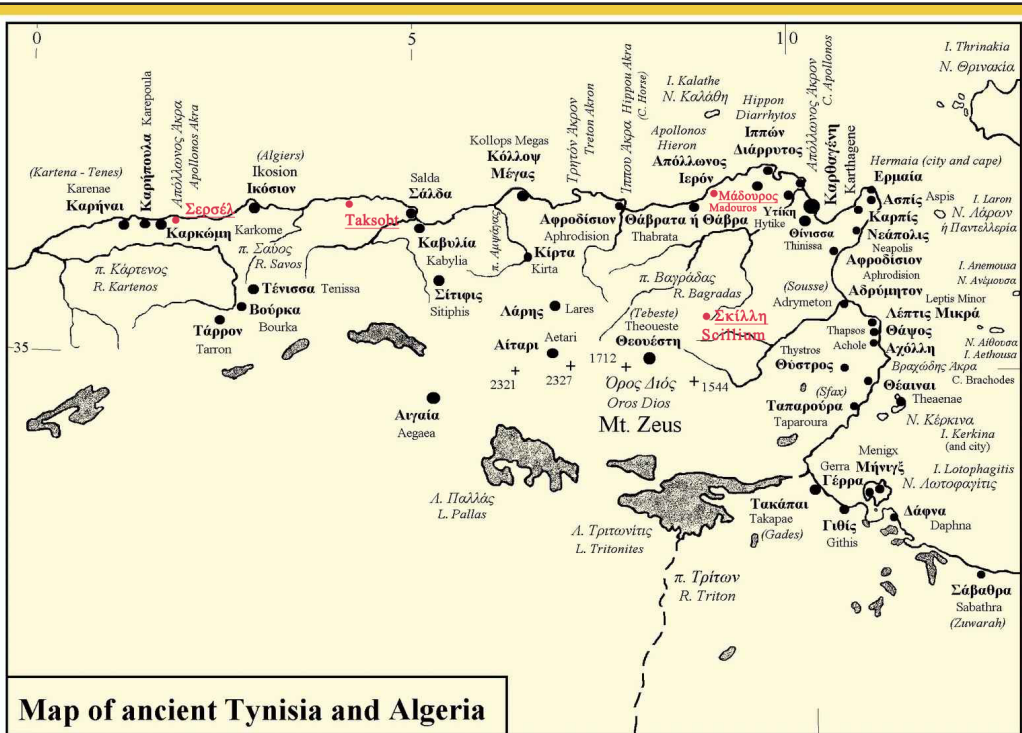 0
5
10
I. Thrinakia
Ν. Θρινακία
(Kartena - Tenes)
Karenae
Καρήναι
Καρήπουλα
Karepoula
Απόλλωνος Άκρα
Apollonos Akra
Σερσέλ
Καρκώμη
Karkome
(Algiers)
Ikosion
Ικόσιον
Taksobt
Salda
Σάλδα
Καβυλία
Kabylia
Kollops Megas
Κόλλοψ
Μέγας
Τρητόν Άκρον
Treton Akron
Ίππου Άκρα
Hippou Akra
(C. Horse)
I. Kalathe
Ν. Καλάθη
Apollonos
Hieron
Απόλλωνος
Ιερόν
Hippon
Diarrhytos
Ιππών
Διάρρυτος
Απόλλωνος Άκρον
C. Apollonos
Καρθαγένη
Karthagene
Hermaia (city and cape)
Ερμαία
Ασπίς
Aspis
Καρπίς
I. Laron
Ν. Λάρων
ή Παντελλερία
Μάδουρος
Madouros
Υτίκη
Hytike
Θίνισσα
Thinissa
Νεάπολις
Neapolis
Αφροδίσιον
Aphrodision
Αφροδίσιον
Aphrodision
Θάβρατα ή Θάβρα
Thabrata
π. Αμψάγας
Κίρτα
Kirta
π. Σαύος
R. Savos
π. Κάρτενος
R. Kartenos
Τένισσα
Tenissa
Βούρκα
Bourka
Τάρρον
Tarron
Σίτιφις
Sitiphis
Λάρης
Lares
π. Βαγράδας
R. Bagradas
(Sousse)
Adrymeton
Αδρύμητον
I. Anemousa
Ν. Ανέμουσα
Leptis Minor
Λέπτις Μικρά
Thapsos
Θάψος
Achole
Αχόλλη
Ν. Αίθουσα
I. Aethousa
Σκίλλη
Scillium
(Tebeste)
Theoueste
Θεουέστη
35
Αίταρι
Aetari
1712
2321
2327
1544
Όρος Διός
Oros Dios
Mt. Zeus
Thystros
Θύστρος
Βραχώδης Άκρα
C. Brachodes
Θέαιναι
Theaenae
(Sfax)
Ταπαρούρα
Taparoura
Ν. Κέρκινα
I. Kerkina
(and city)
Αιγαία
Aegaea
Λ. Παλλάς
L. Pallas
Λ. Τριτωνίτις
L. Tritonites
π. Τρίτων
R. Triton
Τακάπαι
Takapae
(Gades)
Gerra
Γέρρα
Menigx
Μήνιγξ
I. Lotophagitis
Ν. Λωτοφαγίτις
Γιθίς
Githis
Δάφνα
Daphna
Σάβαθρα
Sabathra
(Zuwarah)
Map of ancient Tynisia and Algeria